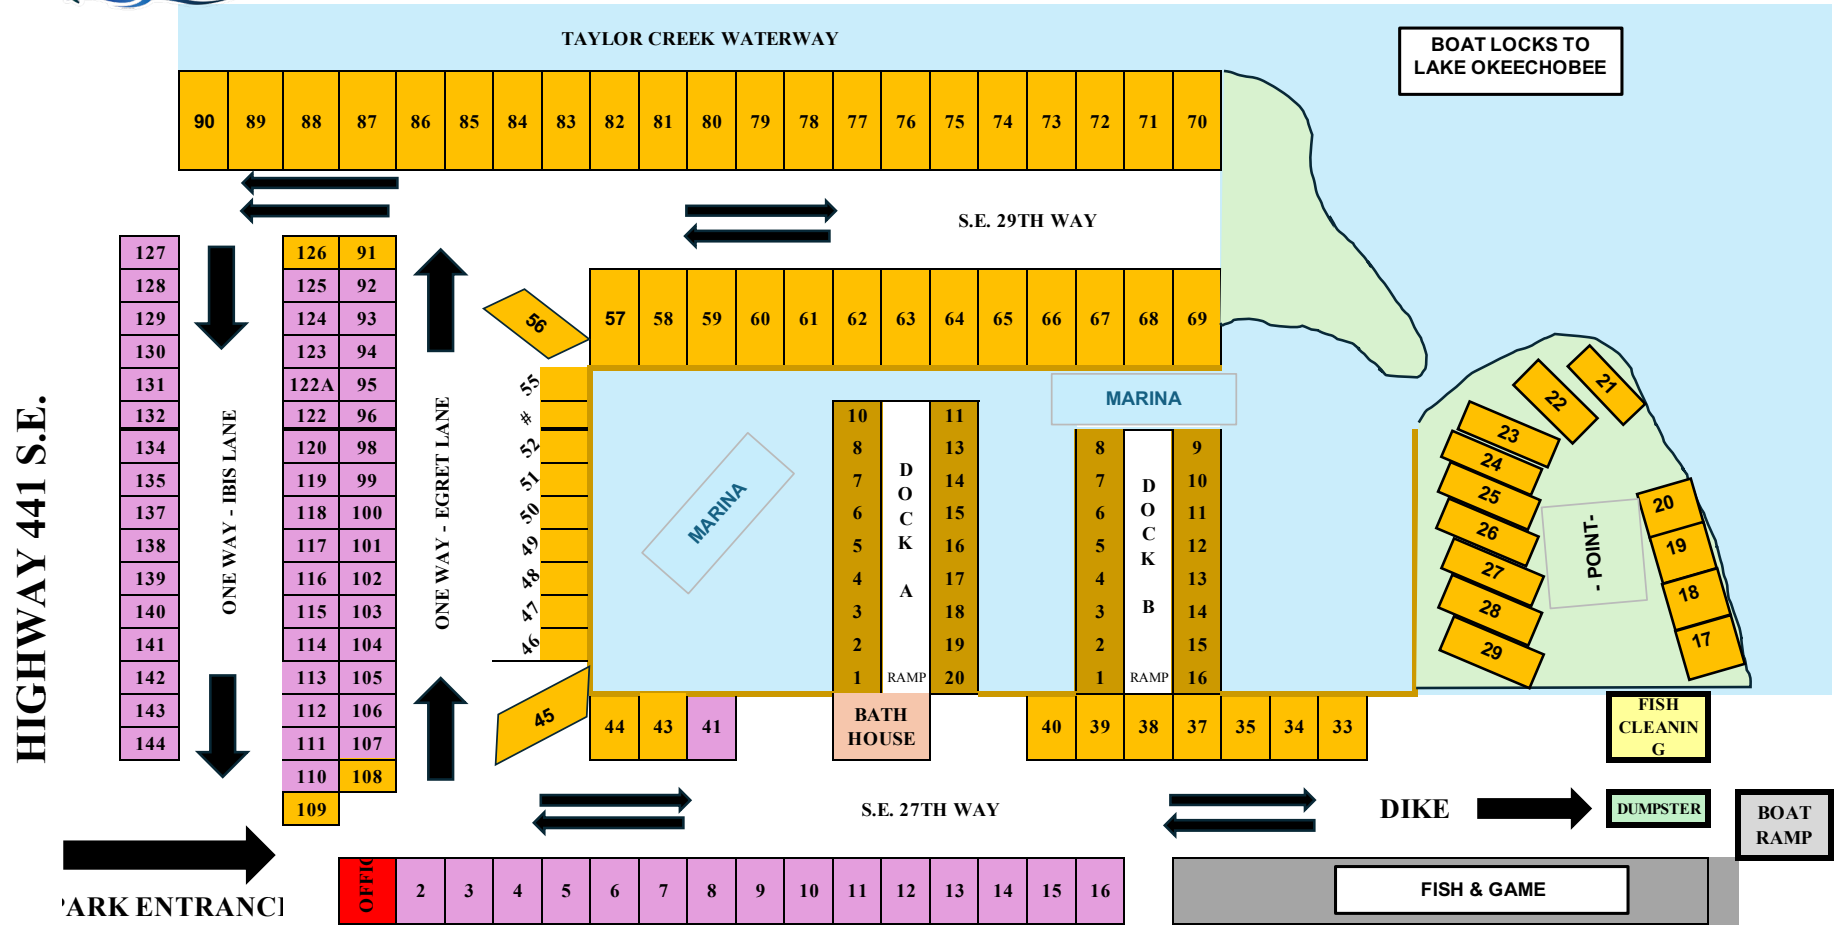 TAYLOR CREEK WATERWAY
BOAT LOCKS TO
LAKE OKEECHOBEE
90 89 88 87 86 85 84 83 82 81 80 79 78 77 76 75 74 73 72 71 70
S.E. 29TH WAY
127
128
129
130
131
132
134
135
137
138
139
140
141
142
143
144
ONE WAY - IBIS LANE
126 91
125 92
124 93
123 94
122A 95
122 96
120 98
119 99
118 100
117 101
116 102
115 103
114 104
113 105
112 106
111 107
110 108
109
ONE WAY - EGRET LANE
HIGHWAY 441 S.E.
56
57 58 59 60 61 62 63 64 65 66 67 68 69
55
#
52
51
50
49
48
47
46
45
MARINA
MARINA
10
8
7
6
5
4
3
2
1
D
O
C
K
A
RAMP
11
13
14
15
16
17
18
19
20
8
7
6
5
4
3
2
1
D
O
C
K
B
RAMP
9
10
11
12
13
14
15
16
21
22
23
24
25
26
27
28
29
- POINT-
20
19
18
17
44 43 41
BATH
HOUSE
40 39 38 37 35 34 33
FISH
CLEANIN
G
S.E. 27TH WAY
DIKE
DUMPSTER
BOAT
RAMP
PARK ENTRANCE
OFFIC
2 3 4 5 6 7 8 9 10 11 12 13 14 15 16
FISH & GAME